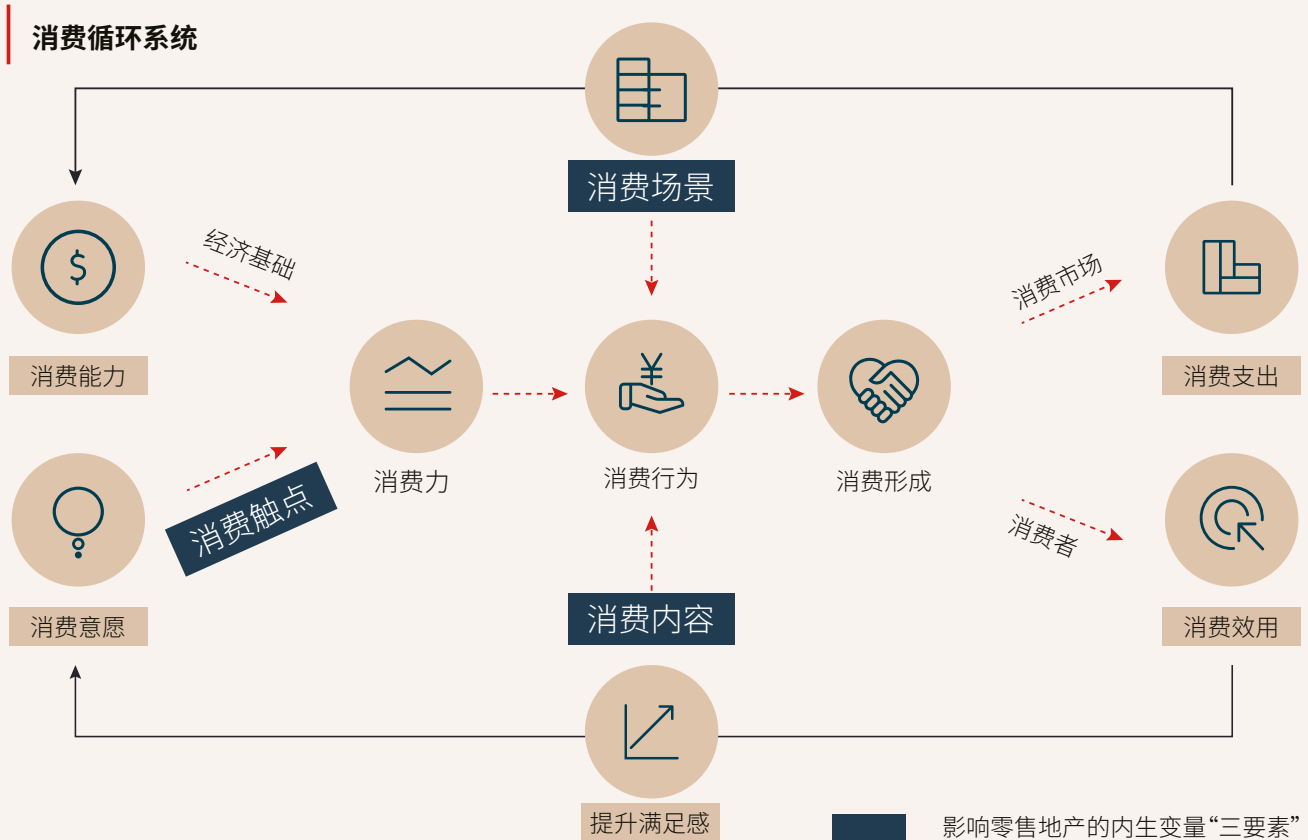 消费循环系统
消费场景
经济基础
消费市场
$
¥
消费能力
消费支出
消费力
消费行为
消费形成
消费触点
消费者
消费意愿
消费内容
消费效用
提升满足感
影响零售地产的内生变量“三要素”